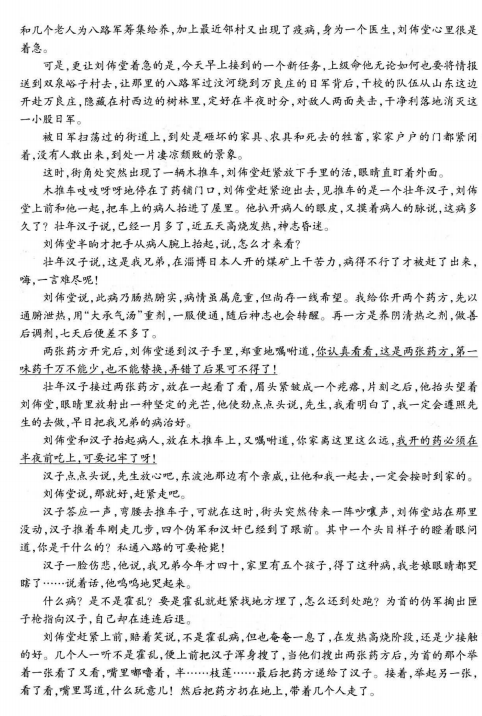 和几个老人为八路军筹集给养,加上最近邻村又出现了疫病,身为一个医生,刘佈堂心里很是
着急。
可是,更让刘佈堂着急的是,今天早上接到的一个新任务,上级命他无论如何也要将情报
送到双泉峪子村去,让那里的八路军过汶河绕到万良庄的日军背后,干校的队伍从山东这边
开赴万良庄,隐藏在村西边的树林里,定好在半夜时分,对敌人两面夹击,干净利落地消灭这
一小股日军。
被日军扫荡过的街道上,到处是砸坏的家具、农具和死去的牲畜,家家户户的门都紧闭
着,没有人敢出来,到处一片凄凉颓败的景象。
这时,街角处突然出现了一辆木推车,刘佈堂赶紧放下手里的活,眼睛直盯着外面。
木推车吱吱呀呀地停在了药铺门口,刘佈堂赶紧迎出去,见推车的是一个壮年汉子,刘佈
堂上前和他一起,把车上的病人抬进了屋里。他扒开病人的眼皮,又摸着病人的脉说,这病多
久了?壮年汉子说,已经一月多了,近五天高烧发热,神志昏迷。
刘佈堂半晌才把手从病人腕上抬起,说,怎么才来看?
壮年汉子说,这是我兄弟,在淄博日本人开的煤矿上干苦力,病得不行了才被赶了出来,
嗨,一言难尽呢!
刘佈堂说,此病乃肠热腑实,病情虽属危重,但尚存一线希望。我给你开两个药方,先以
通腑泄热,用“大承气汤”重剂,一服便通,随后神志也会转醒。再一方是养阴清热之剂,做善
后调剂,七天后便差不多了。
两张药方开完后,刘佈堂递到汉子手里,郑重地嘱咐道,你认真看看,这是两张药方,第一
味药千万不能少,也不能替换,弄错了后果可不得了!
壮年汉子接过两张药方,放在一起看了看,眉头紧皱成一个疙瘩,片刻之后,他抬头望着
刘佈堂,眼睛里放射出一种坚定的光芒,他使劲点点头说,先生,我看明白了,我一定会遵照先
生的去做,早日把我兄弟的病治好。
刘佈堂和汉子抬起病人,放在木推车上,又嘱咐道,你家离这里这么远,我开的药必须在
半夜前吃上,可要记牢了呀!
汉子点点头说,先生放心吧,东波池那边有个亲戚,让他和我一起去,一定会按时到家的。
刘佈堂说,那就好,赶紧走吧。
汉子答应一声,弯腰去推车子,可就在这时,街头突然传来一阵吵嚷声,刘佈堂站在那里
没动,汉子推着车刚走几步,四个伪军和汉奸已经到了跟前。其中一个头目样子的瞪着眼问
道,你是干什么的?私通八路的可要枪毙!
汉子一脸伤悲,他说,我兄弟今年才四十,家里有五个孩子,得了这种病,我老娘眼睛都哭
瞎了……说着话,他呜呜地哭起来。
什么病?是不是霍乱?要是霍乱就赶紧找地方埋了,怎么还到处跑?为首的伪军掏出匣
子枪指向汉子,自己却在连连后退。
刘佈堂赶紧上前,赔着笑说,不是霍乱病,但也奄奄一息了,在发热高烧阶段,还是少接触
的好。几个人一听不是霍乱,便上前把汉子浑身搜了,当他们搜出两张药方后,为首的那个举
着一张看了又看,嘴里嘟噜着,半……枝莲……最后把药方递给了汉子。接着,举起另一张,
看了看,嘴里骂道,什么玩意儿!然后把药方扔在地上,带着几个人走了。